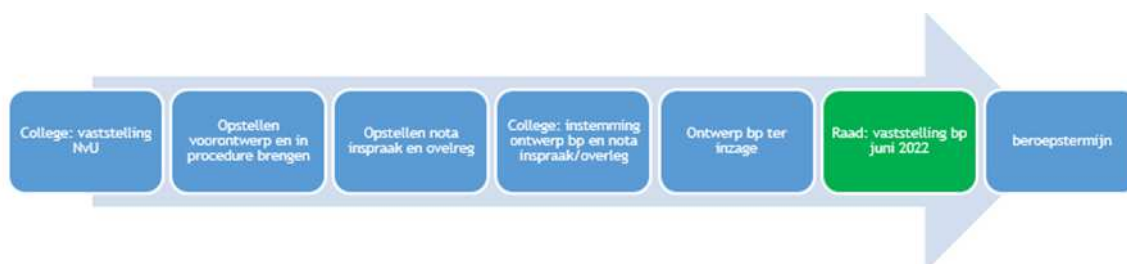 College: vaststelling
NvU
Opstellen
voorontwerp en in
procedure brengen
Opstellen nota
inspraak en ovelreg
College: instemming
ontwerp bp en nota
inspraak/overleg
Ontwerp bp ter
inzage
Raad: vaststelling bp
juni 2022
beroepstermijn